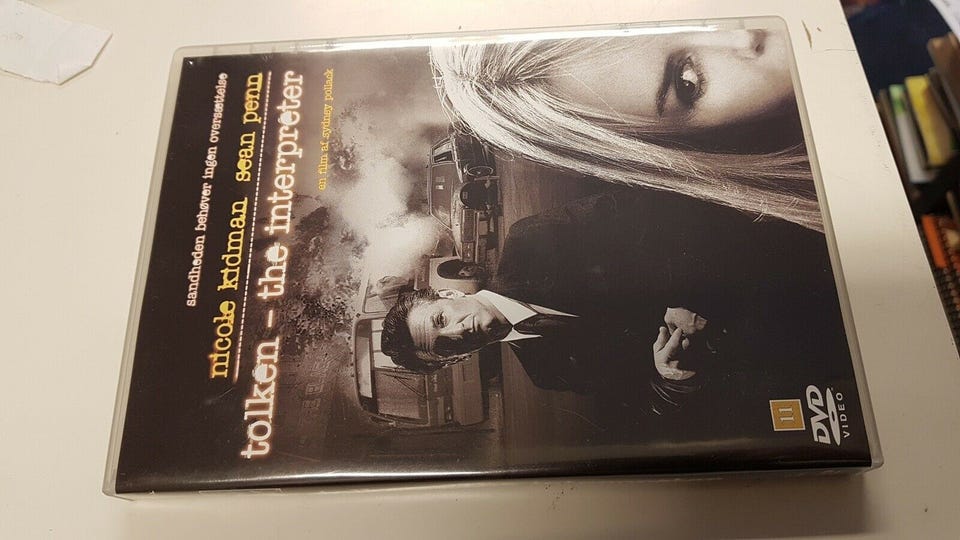 sandheden behøver ingen oversættelse
nicole kidman sean penn
tolken - the interpreter
en film af sydney pollack
11
DVD
VIDEO